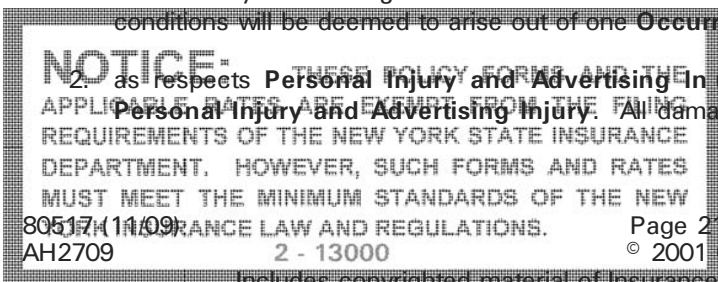 conditions will be deemed to arise out of one Occur
NOTICE: THESE POLICY FORMS AND THE
2. as respects Personal Injury and Advertising In
APPLICABLE RATES ARE EXEMPT FROM THE FILING
Personal Injury and Advertising Injury. All dama
REQUIREMENTS OF THE NEW YORK STATE INSURANCE
DEPARTMENT. HOWEVER, SUCH FORMS AND RATES
MUST MEET THE MINIMUM STANDARDS OF THE NEW
YORK INSURANCE LAW AND REGULATIONS.
80517 (11/09) Page 2
AH2709 2 - 13000 © 2001
Includes copyrighted material of Insurance